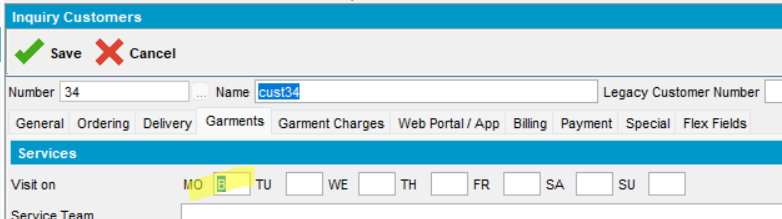 Inquiry Customers
Save Cancel
Number 34 ... Name cust34 Legacy Customer Number
General Ordering Delivery Garments Garment Charges Web Portal / App Billing Payment Special Flex Fields
Services
Visit on MO TU WE TH FR SA SU
Service Team